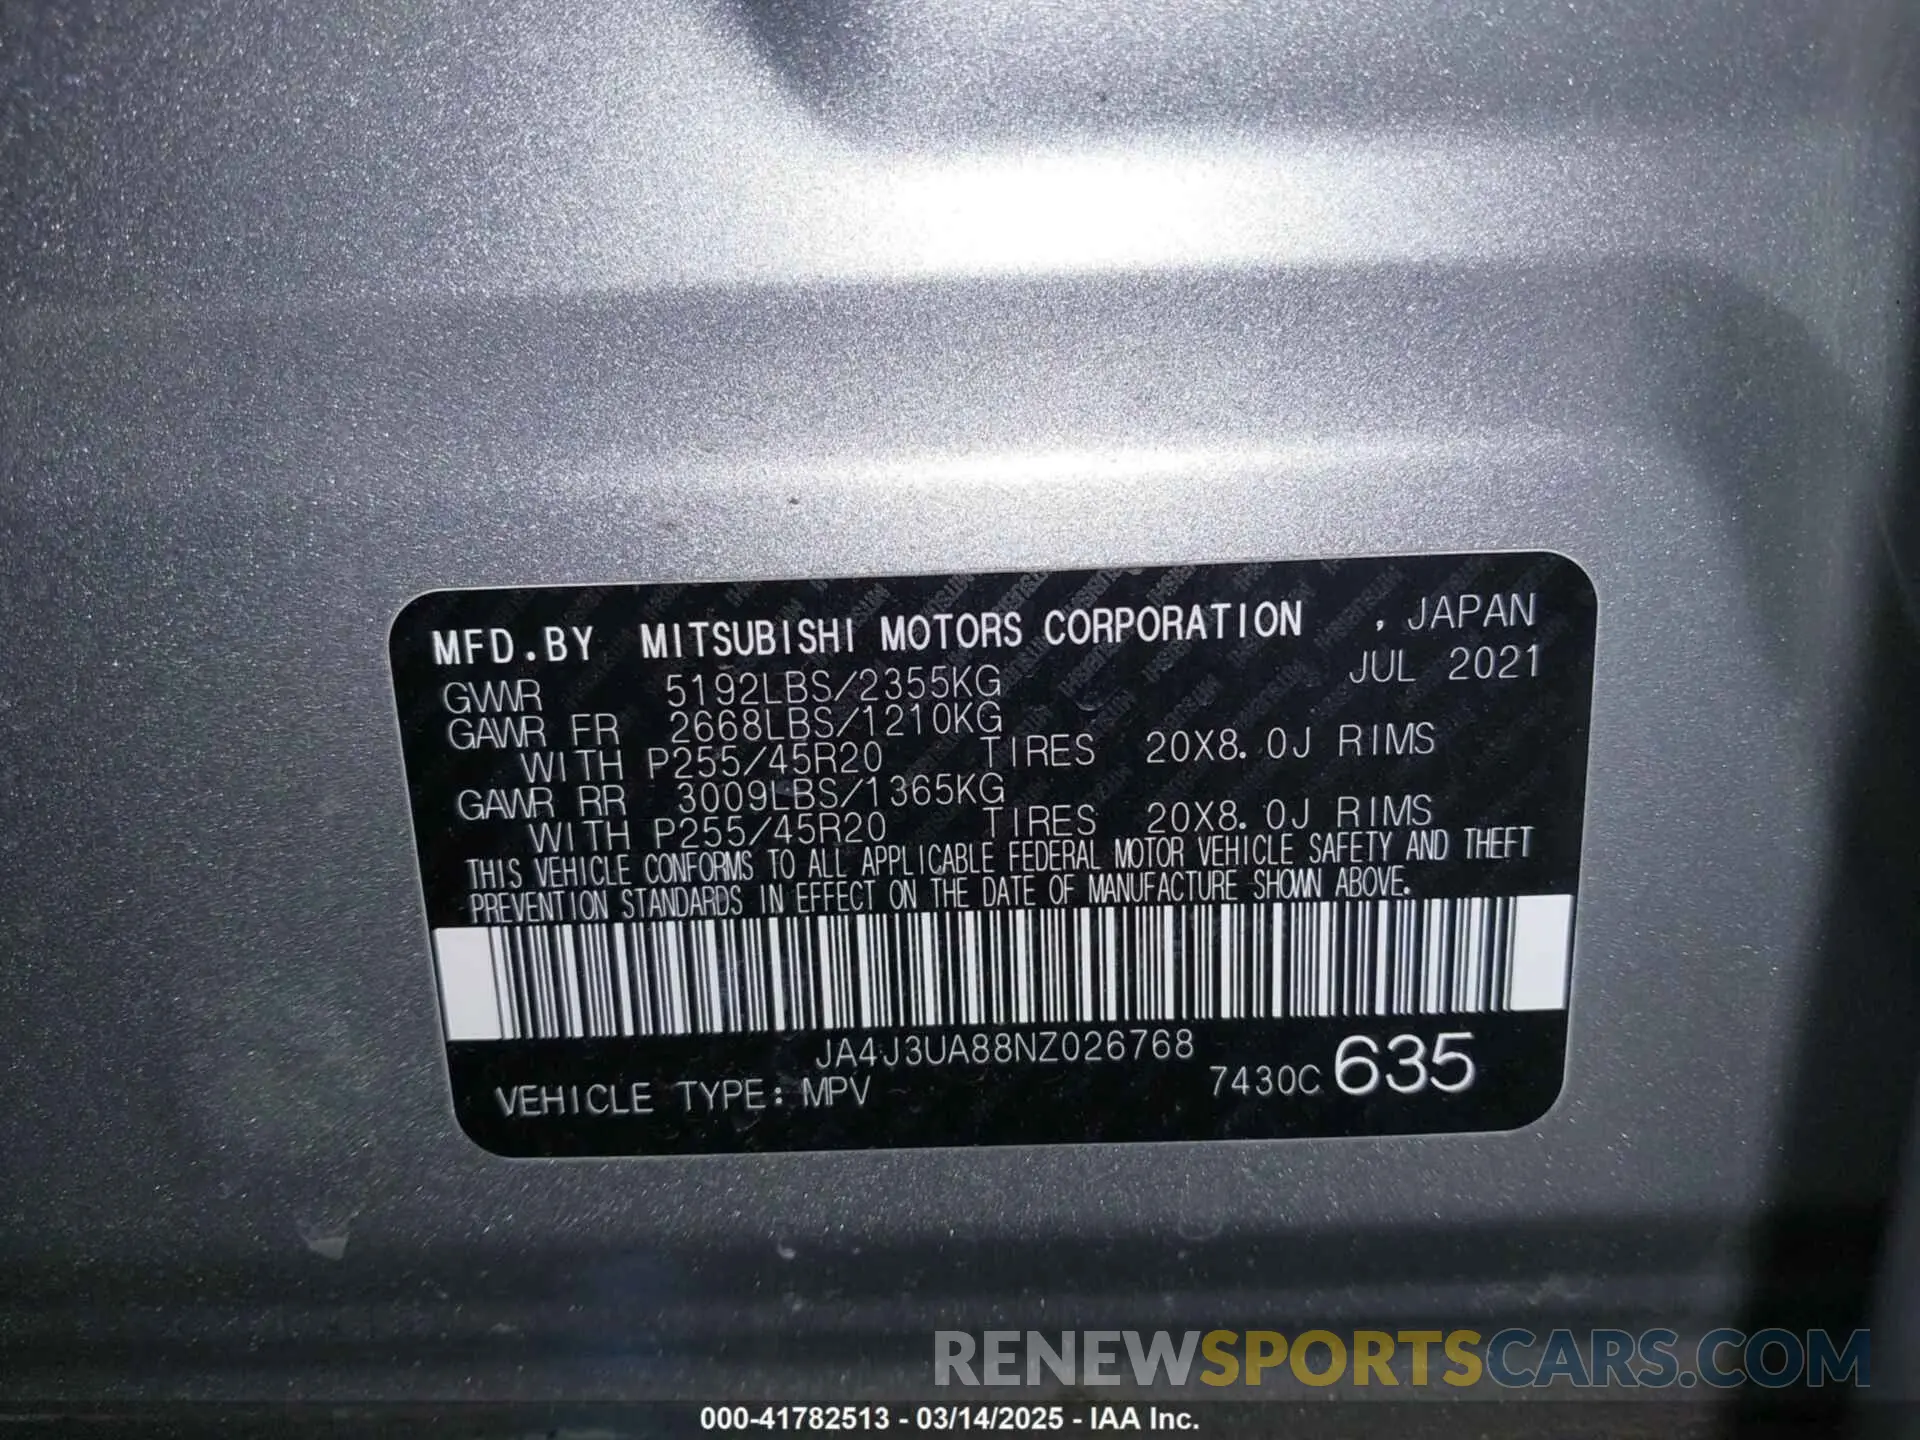 MFD.BY MITSUBISHI MOTORS CORPORATION , JAPAN
JUL 2021
GVWR 5192LBS/2355KG
GAWR FR 2668LBS/1210KG
WITH P255/45R20 TIRES 20X8.0J RIMS
GAWR RR 3009LBS/1365KG
WITH P255/45R20 TIRES 20X8.0J RIMS
THIS VEHICLE CONFORMS TO ALL APPLICABLE FEDERAL MOTOR VEHICLE SAFETY AND THEFT
PREVENTION STANDARDS IN EFFECT ON THE DATE OF MANUFACTURE SHOWN ABOVE.
JA4J3UA88NZ026768
VEHICLE TYPE: MPV 7430C 635
RENEWSPORTSCARS.COM
000-41782513 - 03/14/2025 - IAA Inc.